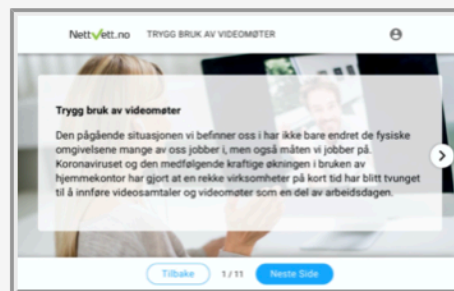 NettVett.no TRYGG BRUK AV VIDEOMØTER
Trygg bruk av videomøter
Den pågående situasjonen vi befinner oss i har ikke bare endret de fysiske
omgivelsene mange av oss jobber i, men også måten vi jobber på.
Koronaviruset og den medfølgende kraftige økningen i bruken av
hjemmekontor har gjort at en rekke virksomheter på kort tid har blitt tvunget
til å innføre videosamtaler og videomøter som en del av arbeidsdagen.
Tilbake 1 / 11 Neste Side